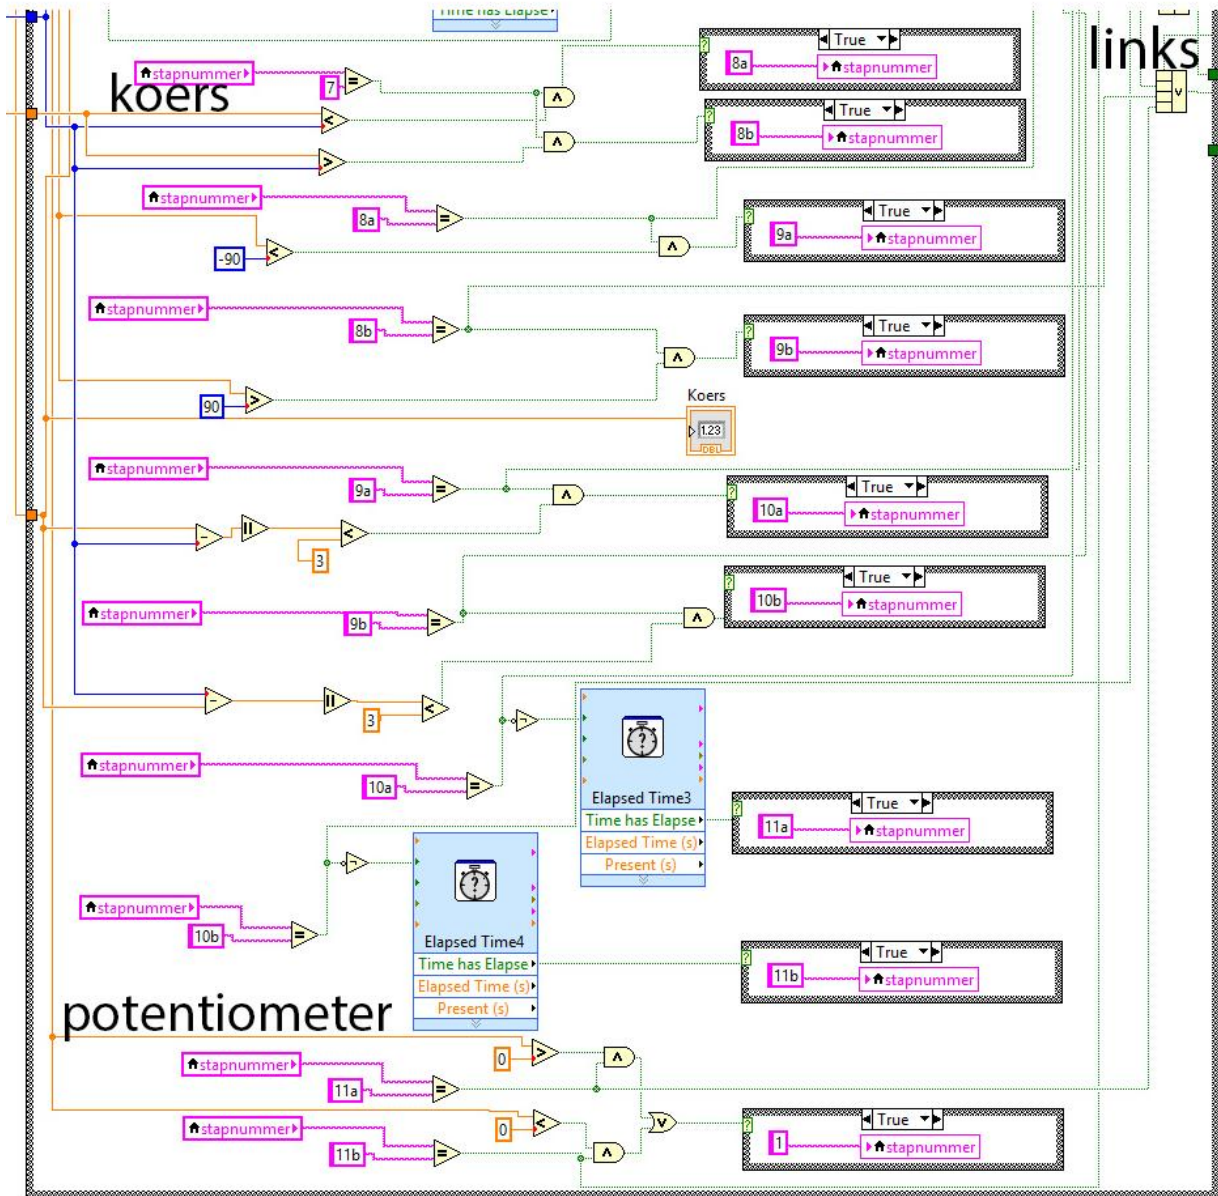 Time has Elapse
links
True
8a
stapnummer
stapnummer
7
=
koers
<
>
True
8b
stapnummer
stapnummer
8a
=
True
9a
stapnummer
-90
<
stapnummer
8b
=
True
9b
stapnummer
90
>
Koers
1.23
DBL
stapnummer
9a
=
True
10a
stapnummer
-
||
<
3
stapnummer
9b
=
True
10b
stapnummer
-
||
<
3
?
Elapsed Time3
Time has Elapse
Elapsed Time (s)
Present (s)
stapnummer
10a
=
True
11a
stapnummer
?
Elapsed Time4
Time has Elapse
Elapsed Time (s)
Present (s)
stapnummer
10b
=
True
11b
stapnummer
potentiometer
0
>
stapnummer
11a
=
0
<
stapnummer
11b
=
True
1
stapnummer